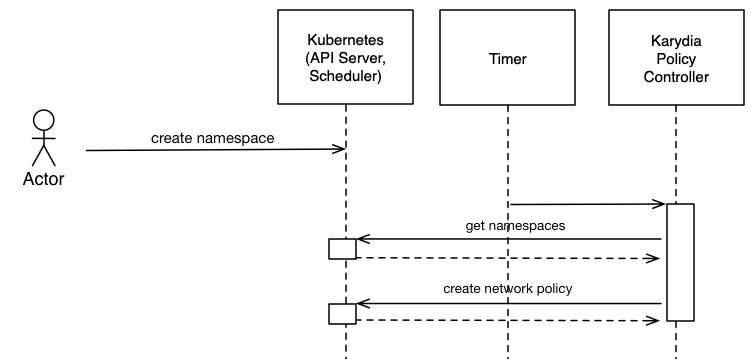 Kubernetes
(API Server,
Scheduler)
Timer
Karydia
Policy
Controller
create namespace
Actor
get namespaces
create network policy